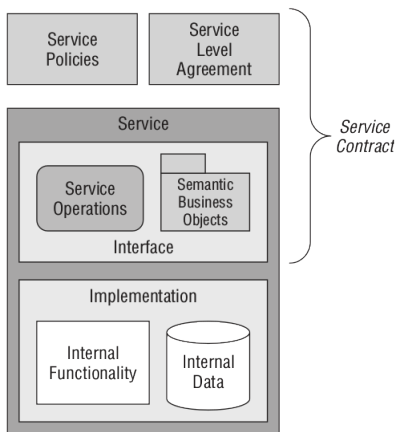 Service
Policies
Service
Level
Agreement
Service
Contract
Service
Service
Operations
Semantic
Business
Objects
Interface
Implementation
Internal
Functionality
Internal
Data